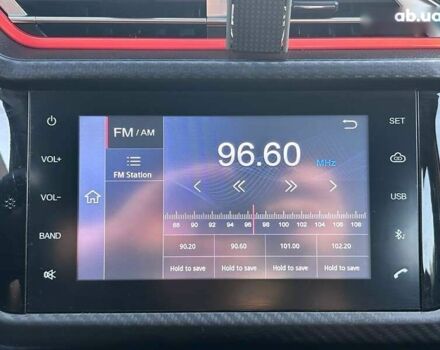 ab.ua
FM / AM
SET
VOL+
96.60 MHz
FM Station
VOL-
USB
88 90 92 94 96 98 100 102 104 106 108
BAND
90.20 90.60 101.00 102.20
Hold to save Hold to save Hold to save Hold to save